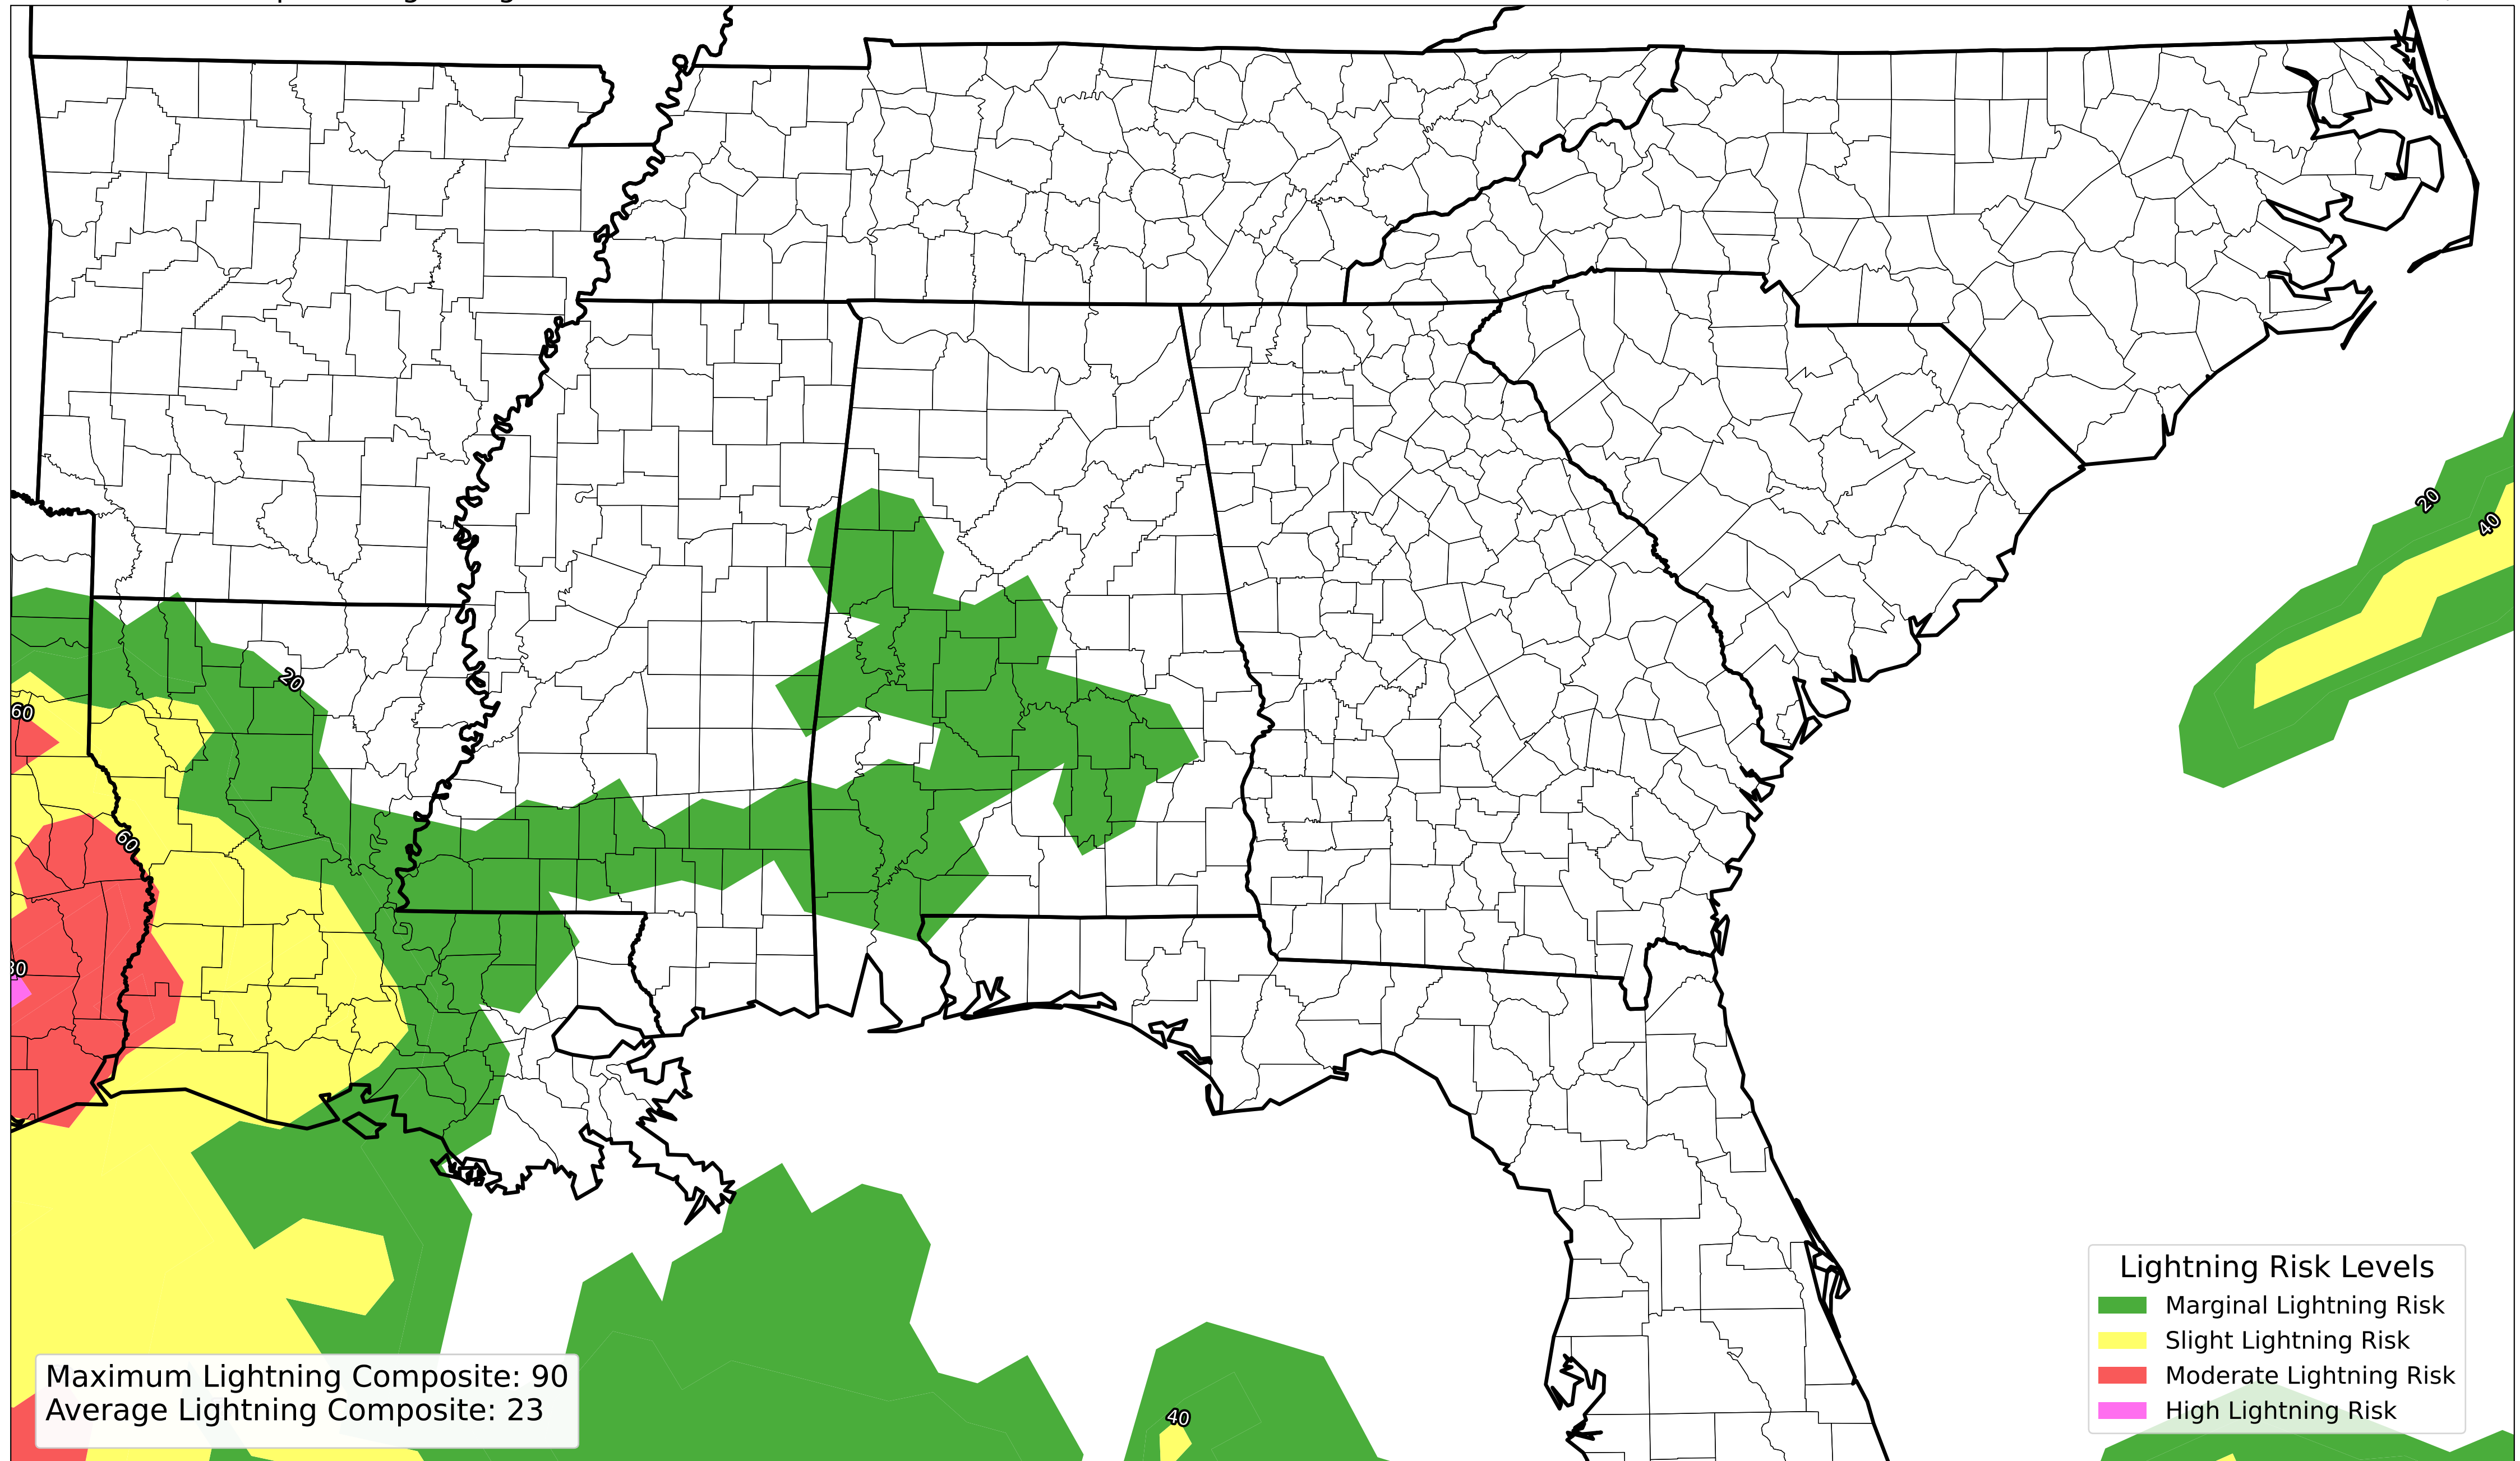 20
40
20
60
60
80
40
Lightning Risk Levels
Marginal Lightning Risk
Slight Lightning Risk
Moderate Lightning Risk
High Lightning Risk
Maximum Lightning Composite: 90
Average Lightning Composite: 23